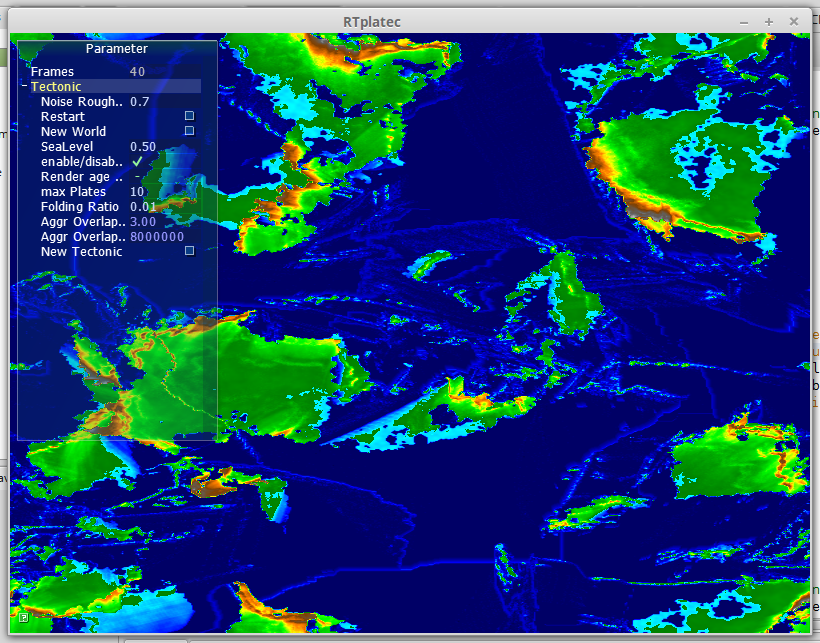 RTplatec
Parameter
Frames 40
Tectonic
Noise Rough.. 0.7
Restart
New World
SeaLevel 0.50
enable/disab..
Render age .. -
max Plates 10
Folding Ratio 0.01
Aggr Overlap.. 3.00
Aggr Overlap.. 8000000
New Tectonic